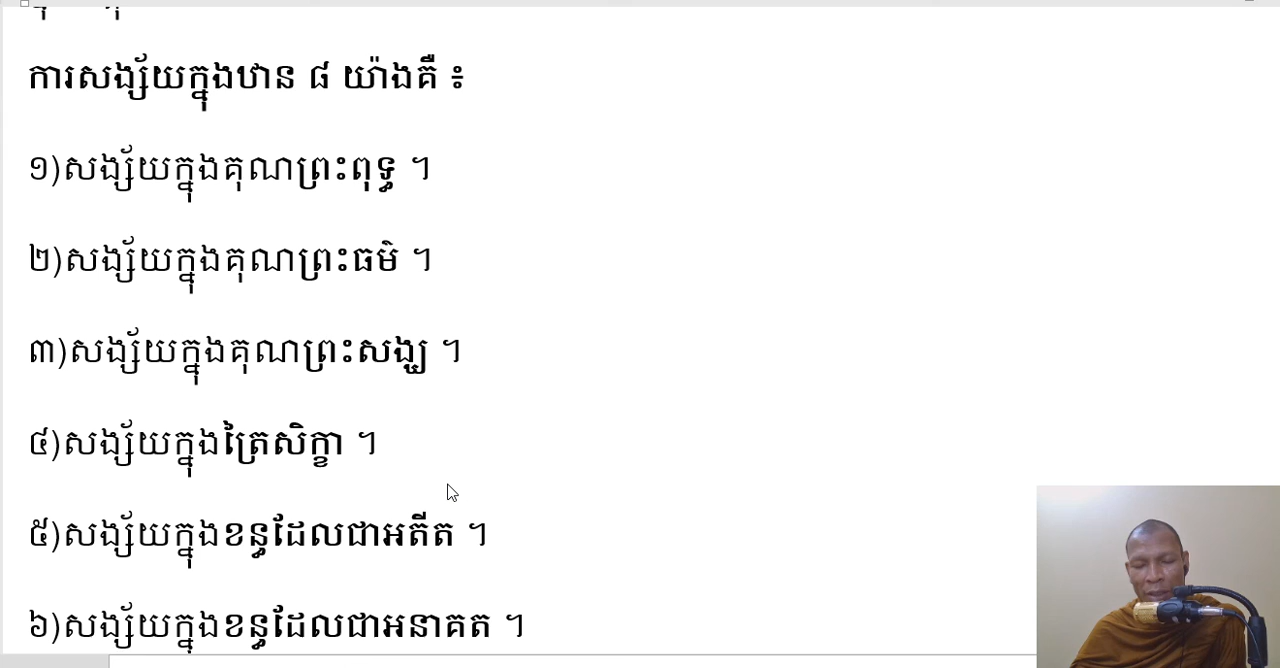 ការសង្ស័យក្នុងឋាន ៨ យ៉ាងគឺ ៖
១)សង្ស័យក្នុងគុណព្រះពុទ្ធ ។
២)សង្ស័យក្នុងគុណព្រះធម៌ ។
៣)សង្ស័យក្នុងគុណព្រះសង្ឃ ។
៤)សង្ស័យក្នុងត្រៃសិក្ខា ។
៥)សង្ស័យក្នុងខន្ធដែលជាអតីត ។
៦)សង្ស័យក្នុងខន្ធដែលជាអនាគត ។